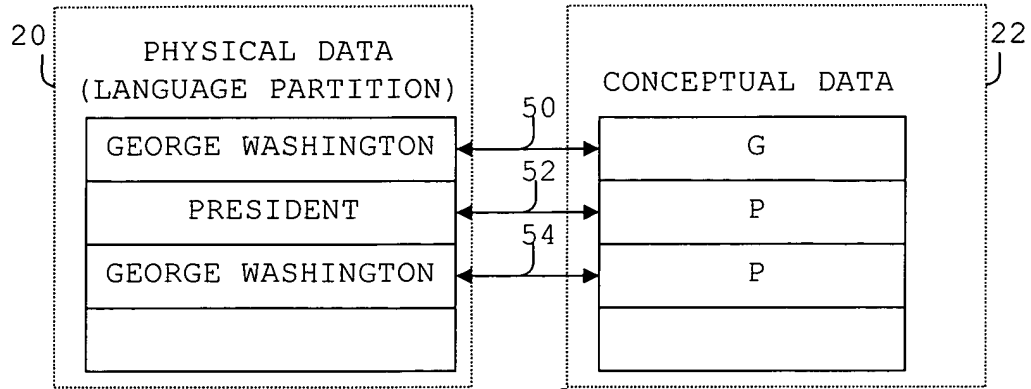 20
PHYSICAL DATA
(LANGUAGE PARTITION)
GEORGE WASHINGTON
PRESIDENT
GEORGE WASHINGTON
50
52
54
22
CONCEPTUAL DATA
G
P
P